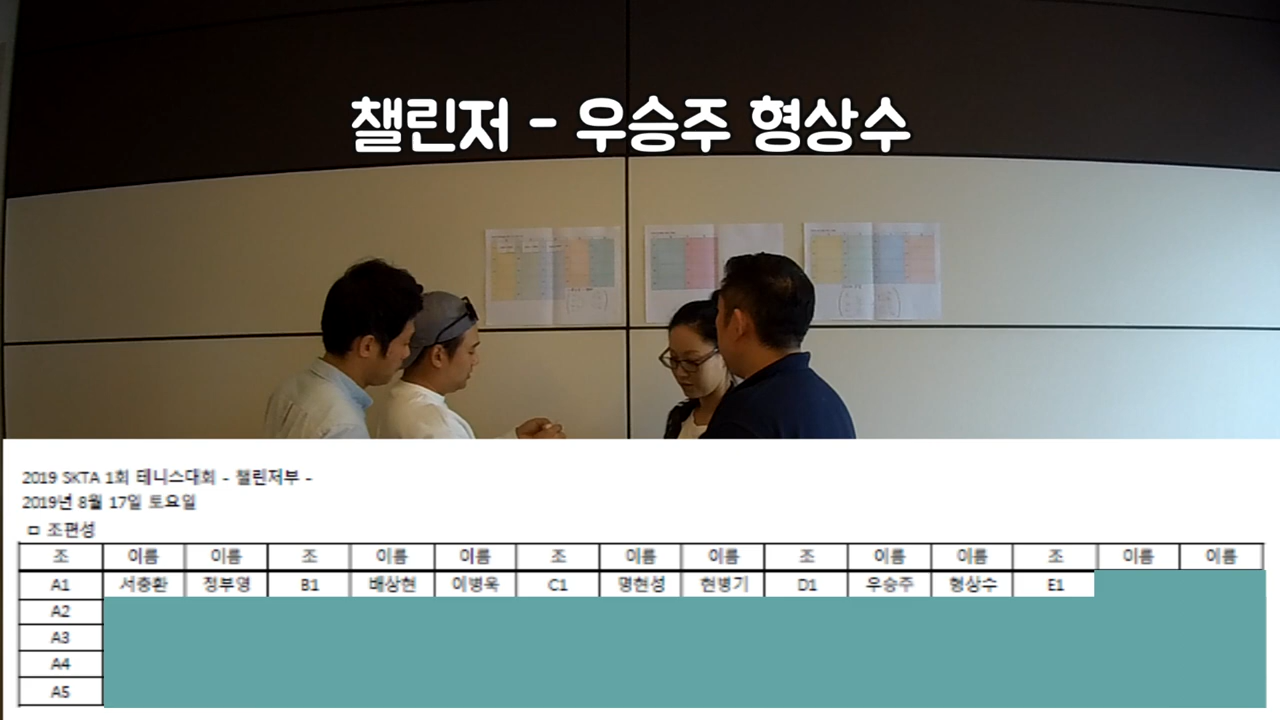 챌린저 - 우승주 형상수
2019 SKTA 1회 테니스대회 - 챌린저부 -
2019년 8월 17일 토요일
ㅁ 조편성
조 이름 이름 조 이름 이름 조 이름 이름 조 이름 이름 조 이름 이름
A1 서충환 정부영 B1 배상현 이병욱 C1 명현성 현병기 D1 우승주 형상수 E1
A2
A3
A4
A5